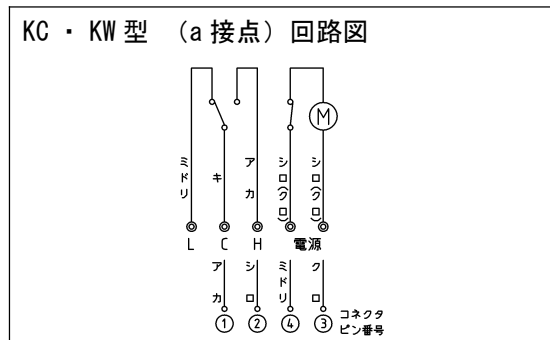 KC・KW型 (a接点)回路図
M
ミドリ
キ
アカ
シロ(クロ)
シロ(クロ)
L C H 電源
アカ
シロ
ミドリ
クロ
① ② ④ ③
コネクタ
ピン番号